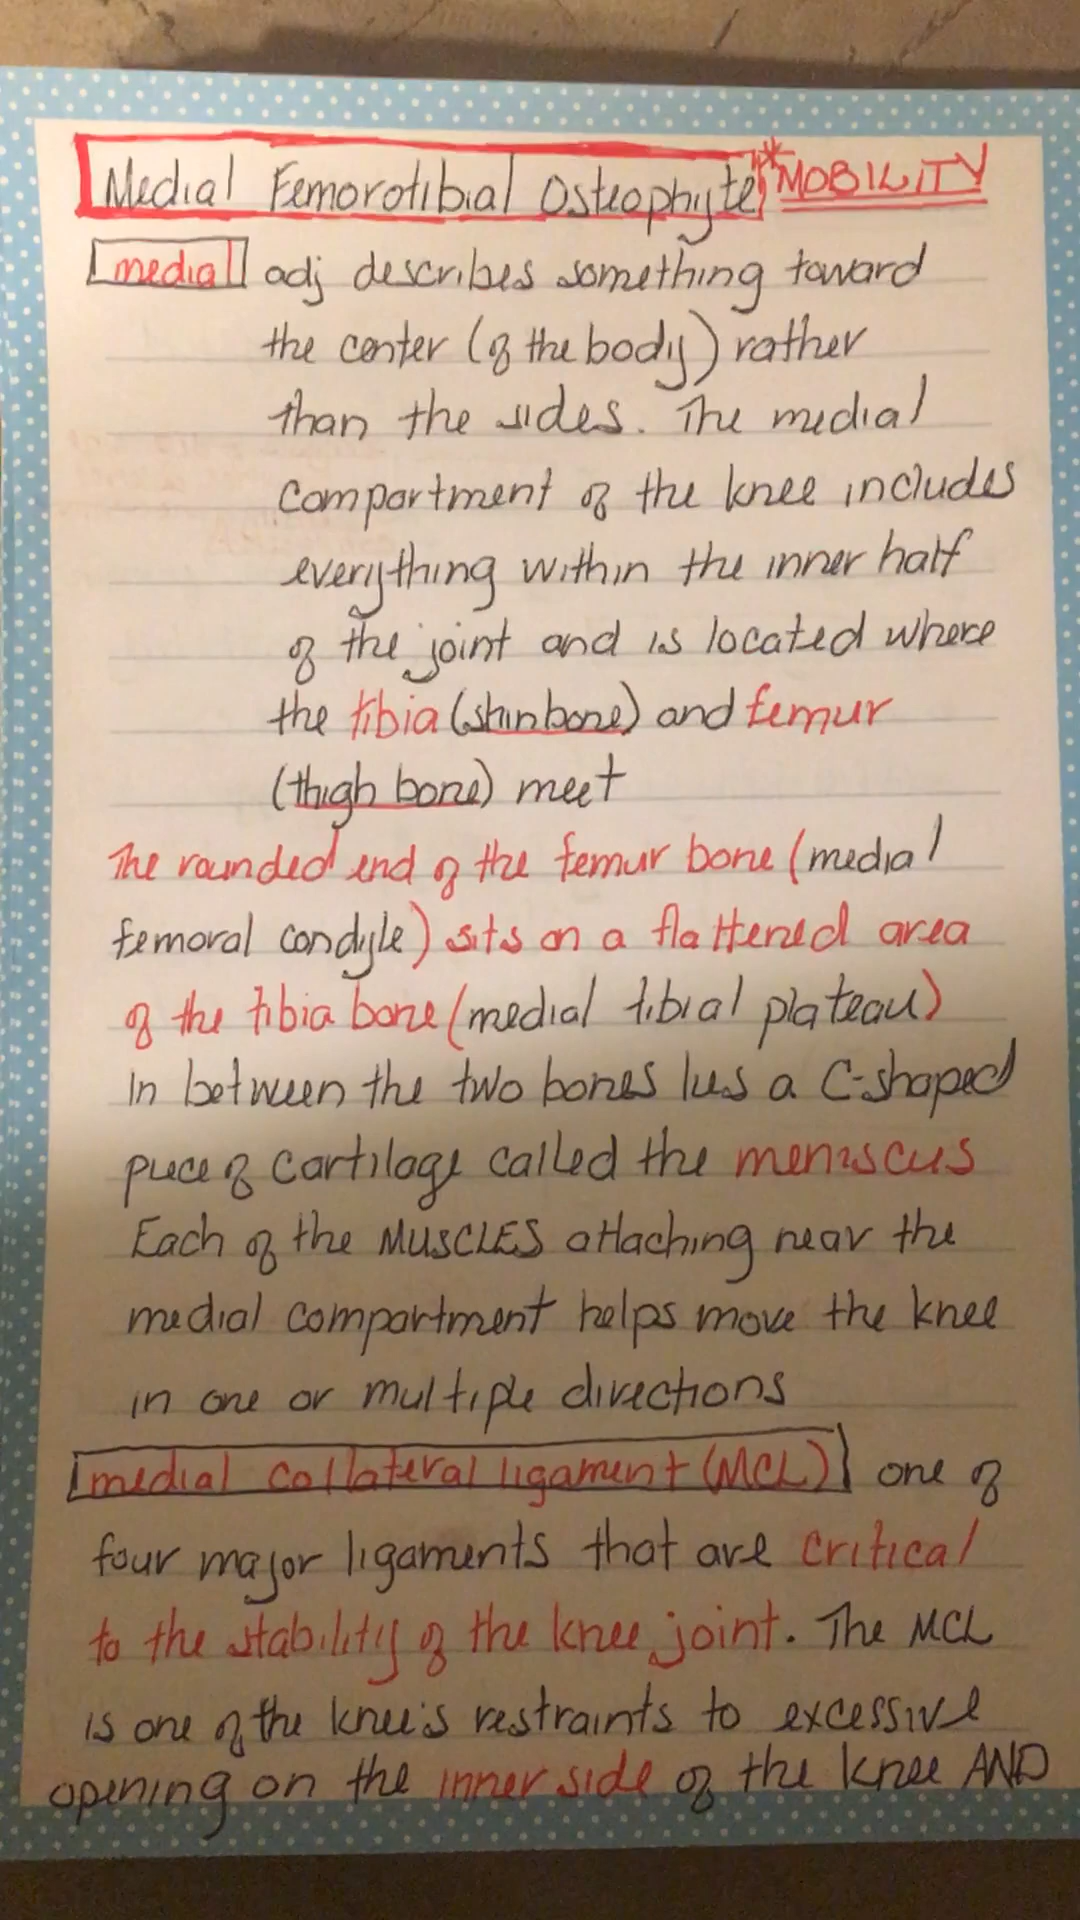 Medial Femorotibial Osteophyte **MOBILITY
medial adj describes something toward
the center (of the body) rather
than the sides. The medial
compartment of the knee includes
everything within the inner half
of the joint and is located where
the tibia (shinbone) and femur
(thigh bone) meet
The rounded end of the femur bone (medial
femoral condyle) sits on a flattened area
of the tibia bone (medial tibial plateau)
In between the two bones lies a C-shaped
piece of cartilage called the meniscus
Each of the MUSCLES attaching near the
medial compartment helps move the knee
in one or multiple directions
medial collateral ligament (MCL) one of
four major ligaments that are critical
to the stability of the knee joint. The MCL
is one of the knee's restraints to excessive
opening on the inner side of the knee AND